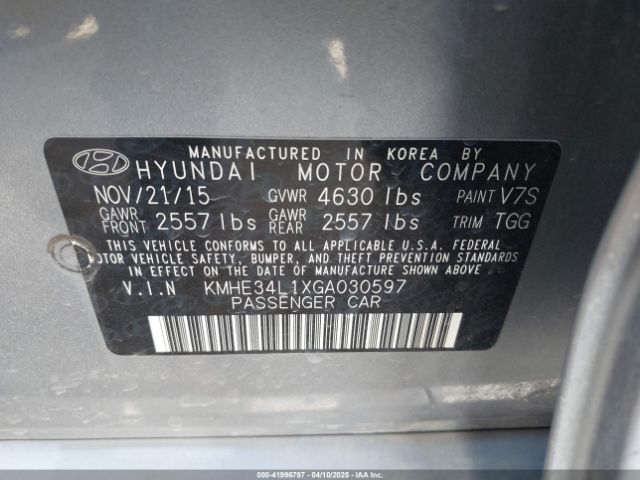 MANUFACTURED IN KOREA BY
HYUNDAI MOTOR COMPANY
NOV/21/15 GVWR 4630 lbs PAINT V7S
GAWR FRONT 2557 lbs GAWR REAR 2557 lbs TRIM TGG
THIS VEHICLE CONFORMS TO ALL APPLICABLE U.S.A. FEDERAL
MOTOR VEHICLE SAFETY, BUMPER, AND THEFT PREVENTION STANDARDS
IN EFFECT ON THE DATE OF MANUFACTURE SHOWN ABOVE.
V.I.N KMHE34L1XGA030597
PASSENGER CAR
000-41996797 04/10/2025 IAAI.COM